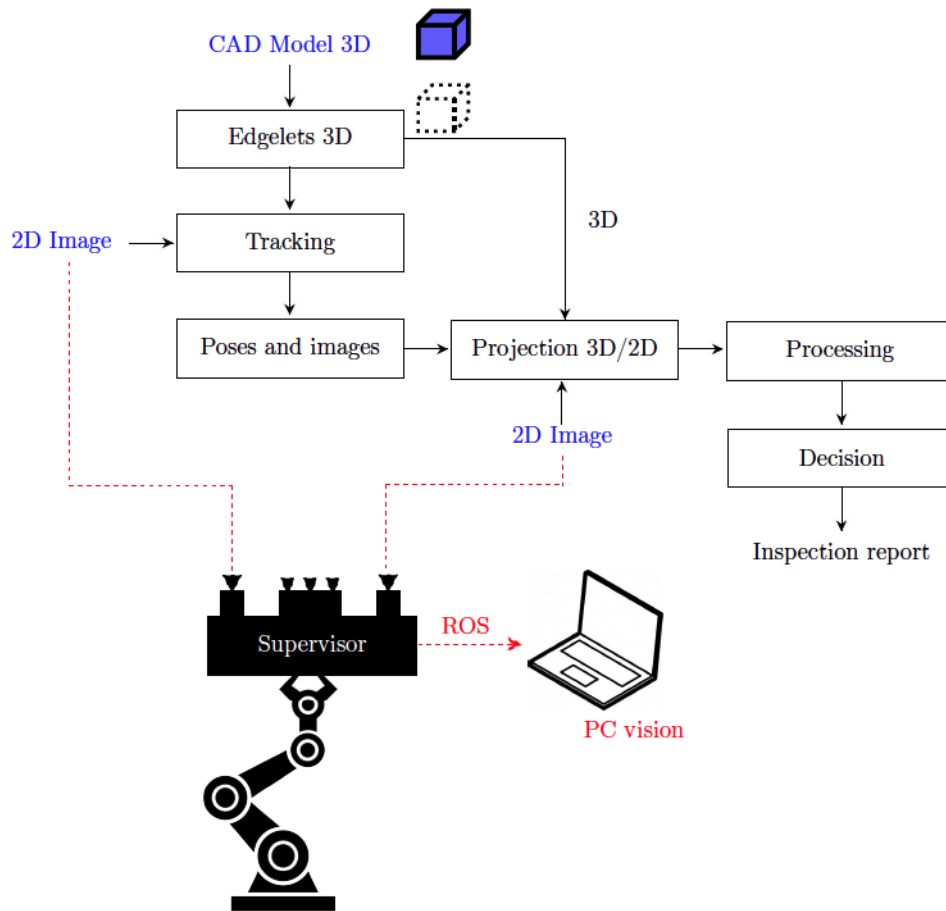 CAD Model 3D
Edgelets 3D
3D
2D Image
Tracking
Poses and images
Projection 3D/2D
Processing
2D Image
Decision
Inspection report
Supervisor
ROS
PC vision